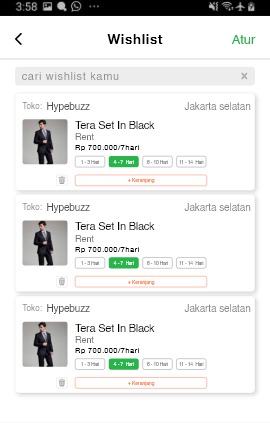 3:58
Wishlist
Atur
cari wishlist kamu
Toko: Hypebuzz
Jakarta selatan
Tera Set In Black
Rent
Rp 700.000/7hari
1 - 3 Hari 4 - 7 Hari 8 - 10 Hari 11 - 14 Hari
+ Keranjang
Toko: Hypebuzz
Jakarta selatan
Tera Set In Black
Rent
Rp 700.000/7hari
1 - 3 Hari 4 - 7 Hari 8 - 10 Hari 11 - 14 Hari
+ Keranjang
Toko: Hypebuzz
Jakarta selatan
Tera Set In Black
Rent
Rp 700.000/7hari
1 - 3 Hari 4 - 7 Hari 8 - 10 Hari 11 - 14 Hari
+ Keranjang